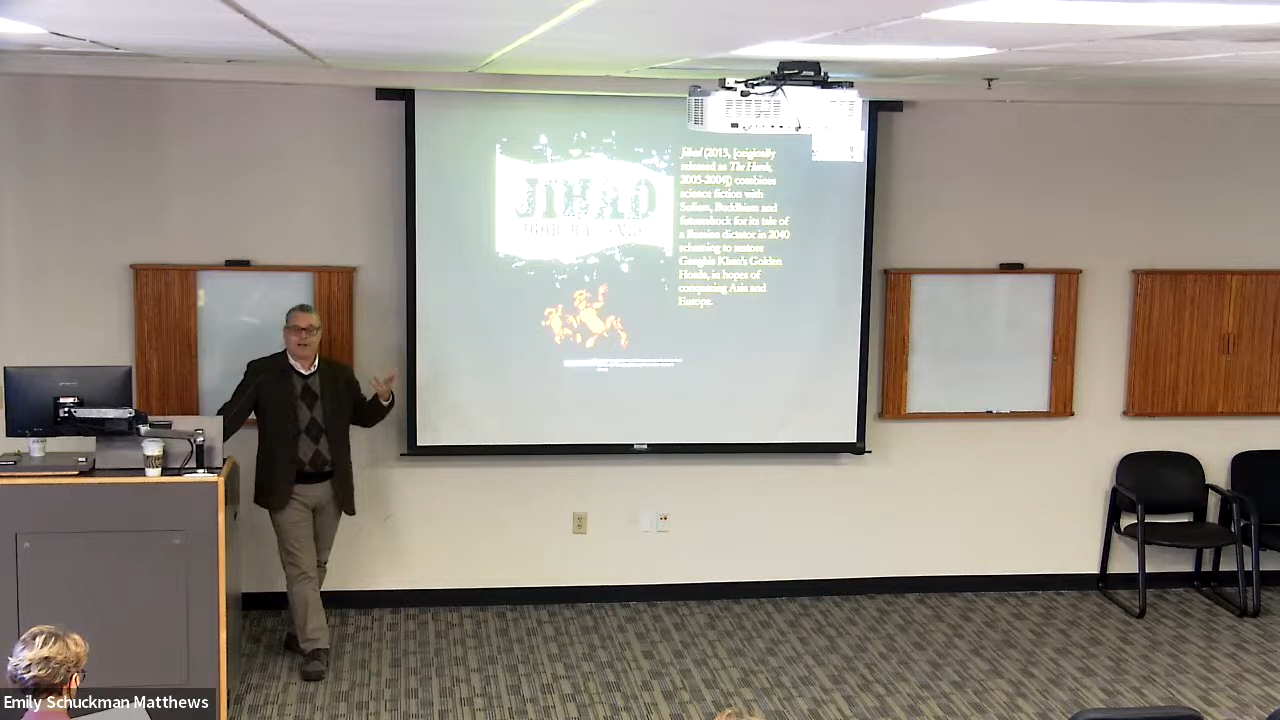 JIHAD
Jihad (2013, [originally
released as The Horde,
2003-2004]) combines
science fiction with
Sufism, Buddhism and
futureshock for its tale of
a Russian dictator in 2040
scheming to restore
Genghis Khan's Golden
Horde, in hopes of
conquering Asia and
Europe.
Emily Schuckman Matthews